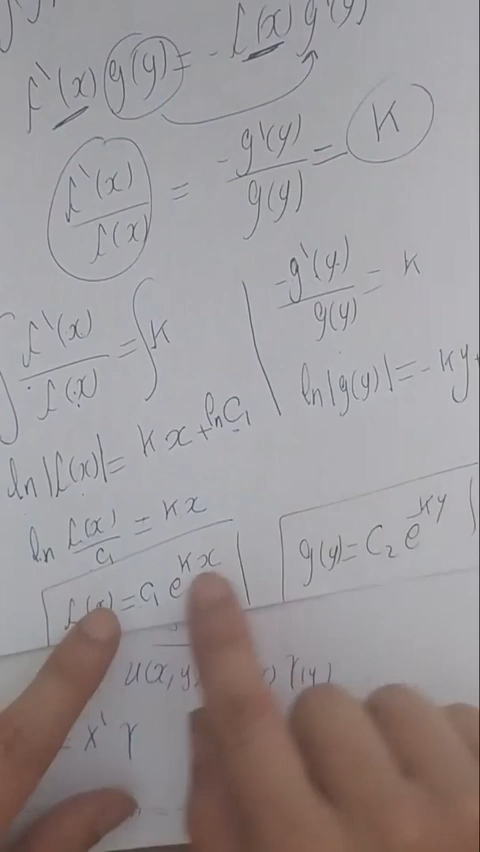 f'(x) g(y) = - f(x) g'(y)
f'(x)/f(x) = -g'(y)/g(y) = K
∫ f'(x)/f(x) = ∫ K
-g'(y)/g(y) = K
ln|f(x)| = Kx + ln C₁
ln|g(y)| = -Ky+
ln f(x)/C₁ = Kx
f(x) = C₁ e^{Kx}
g(y) = C₂ e^{-Ky}
u(x,y) Y(y)
X' Y